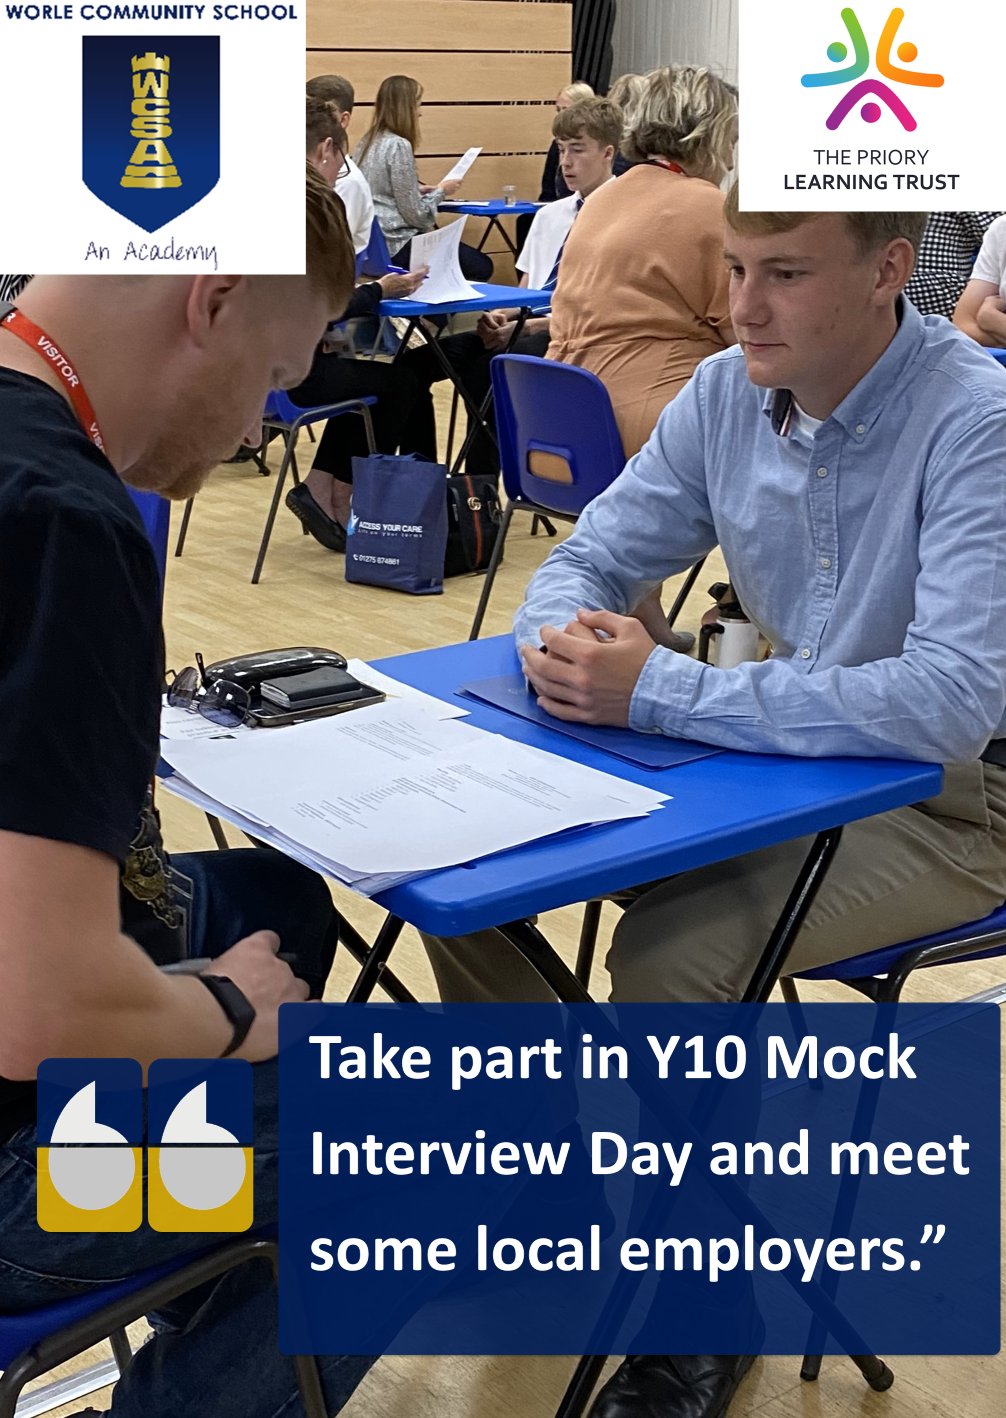 WORLE COMMUNITY SCHOOL
WCSA
An Academy
THE PRIORY
LEARNING TRUST
VISITOR
ACCESS YOUR CARE
01275 874881
Take part in Y10 Mock
Interview Day and meet
some local employers.”